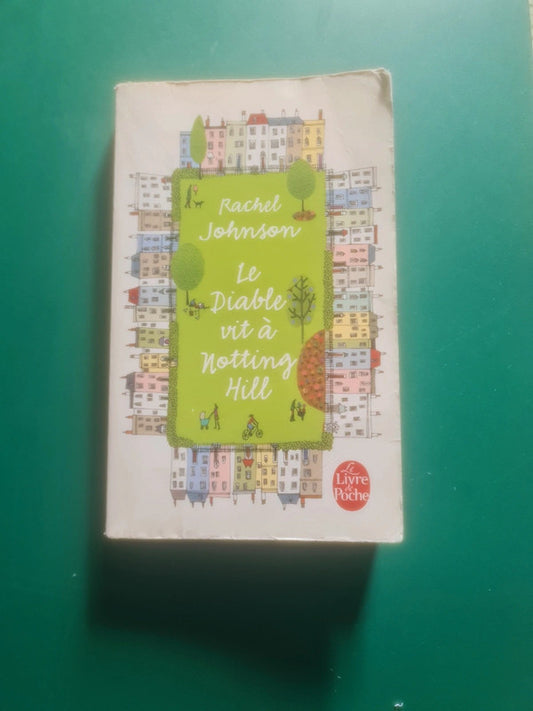 Rachel
Johnson
Le
Diable
vit à
Notting
Hill
Le
Livre
de
Poche